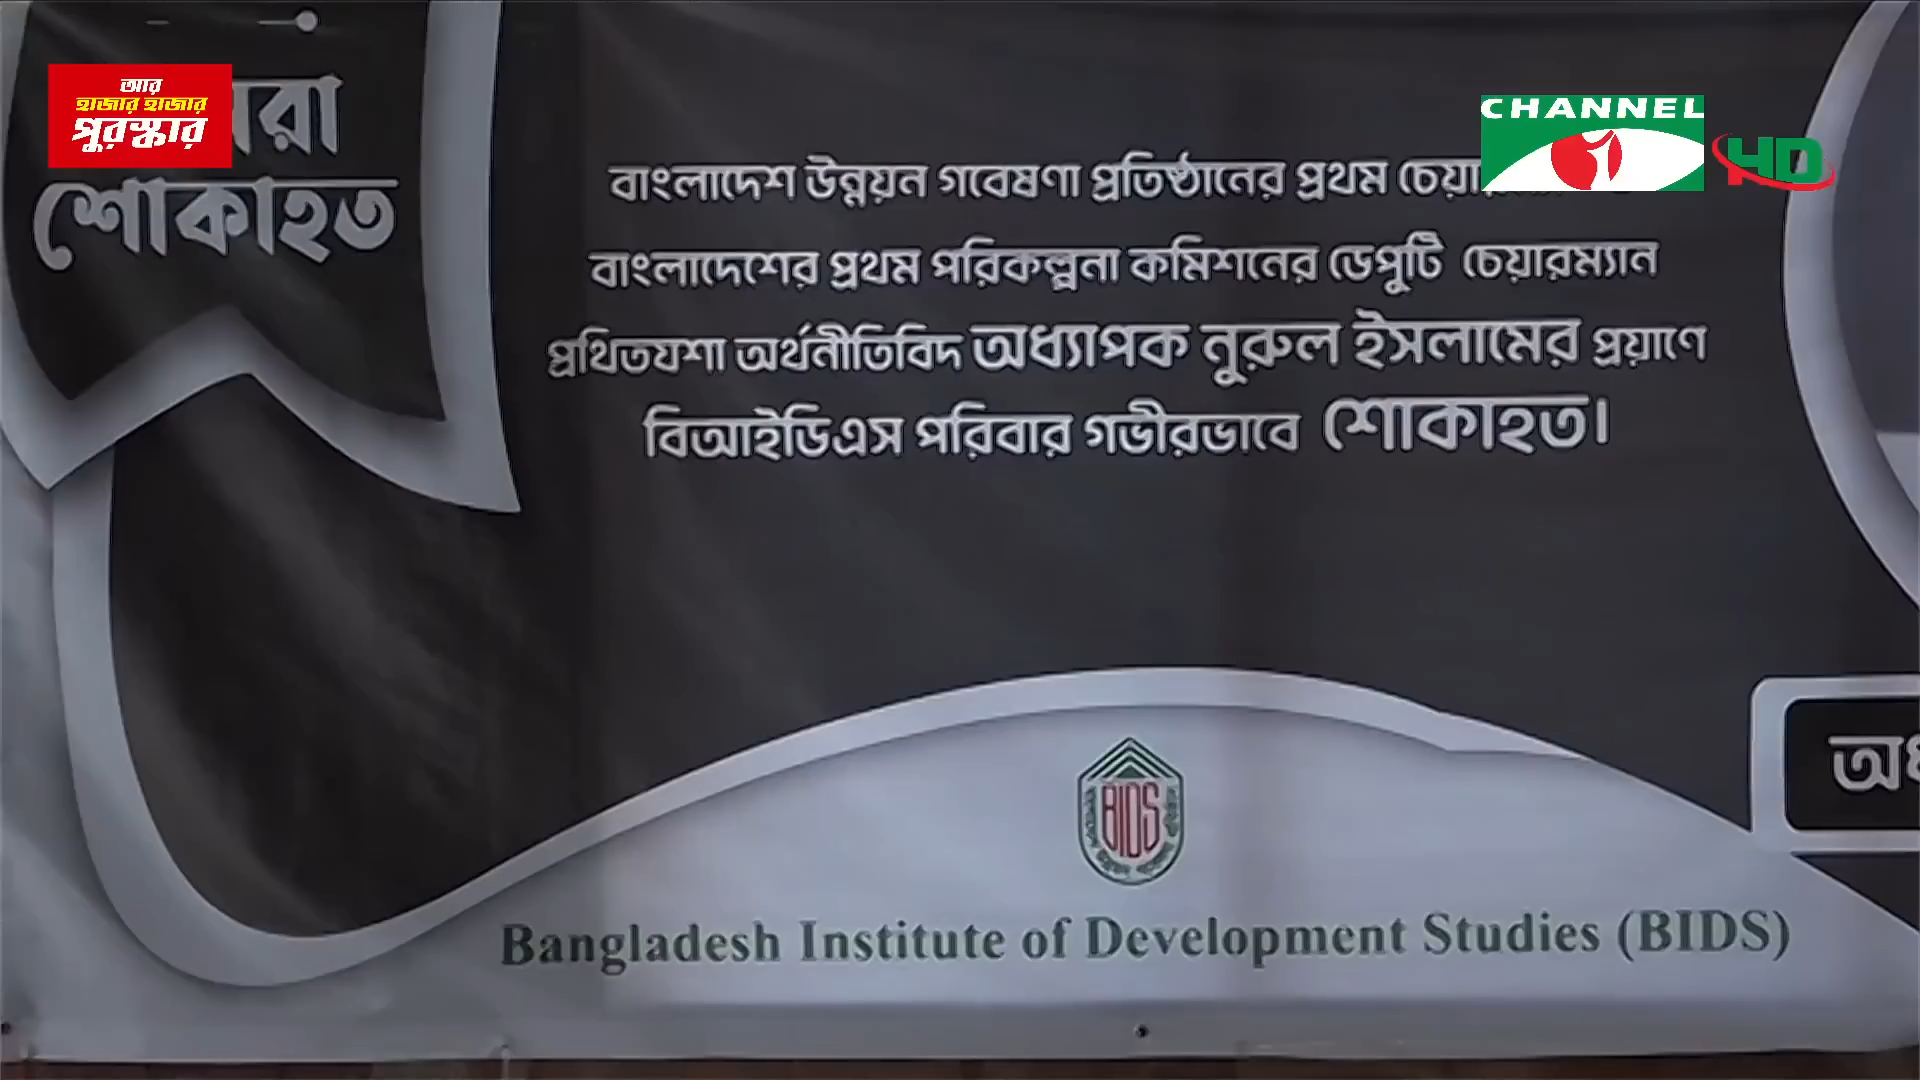 আর
হাজার হাজার
পুরস্কার
শোকাহত
CHANNEL
HD
বাংলাদেশ উন্নয়ন গবেষণা প্রতিষ্ঠানের প্রথম
বাংলাদেশের প্রথম পরিকল্পনা কমিশনের ডেপুটি চেয়ারম্যান
প্রথিতযশা অর্থনীতিবিদ অধ্যাপক নুরুল ইসলামের প্রয়াণে
বিআইডিএস পরিবার গভীরভাবে শোকাহত।
BIDS
Bangladesh Institute of Development Studies (BIDS)